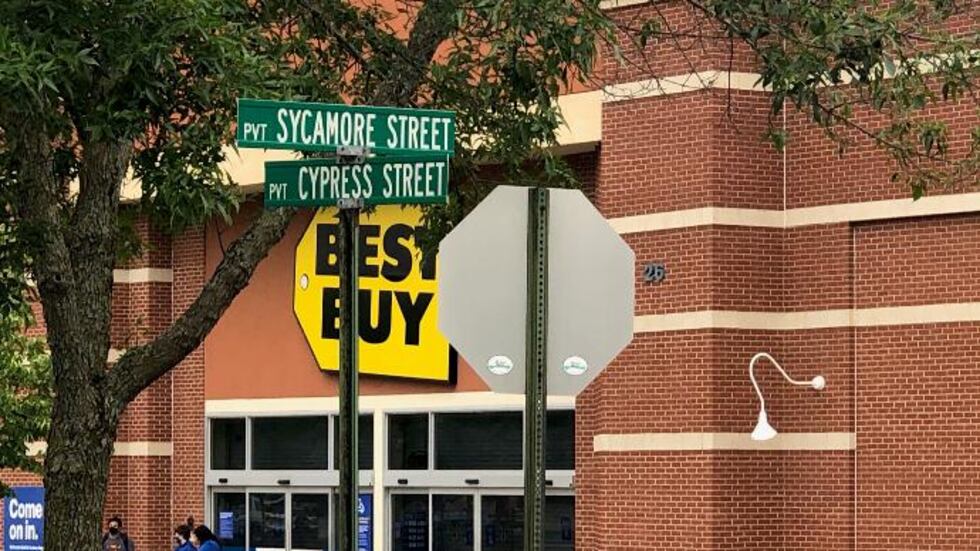 PVT SYCAMORE STREET
PVT CYPRESS STREET
BEST
BUY
26
Come
on in.